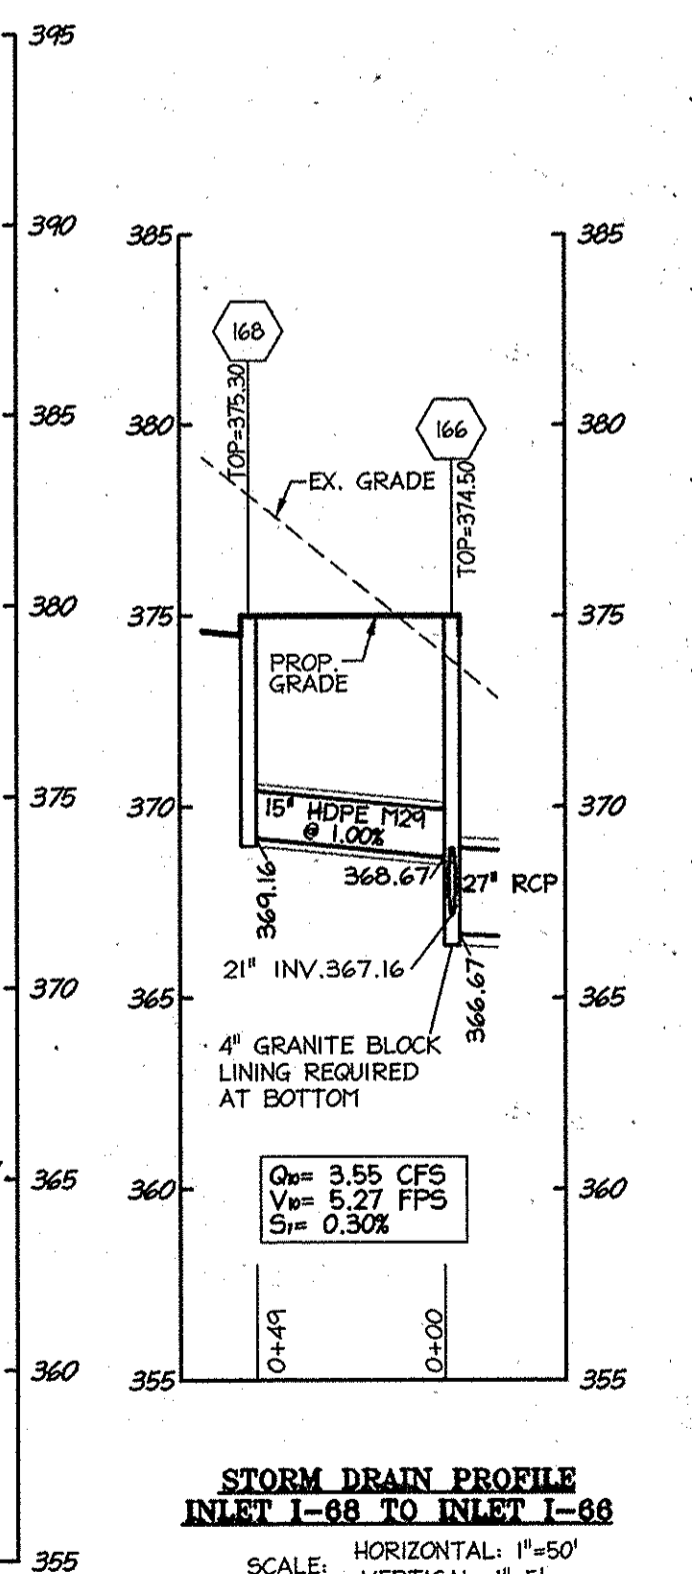 395
390
385
380
375
370
365
360
355
385
380
375
370
365
360
355
385
380
375
370
365
360
355
168
TOP=375.30
166
TOP=374.50
EX. GRADE
PROP.
GRADE
15" HDPE M29
@ 1.00%
369.16
368.67
27" RCP
21" INV.367.16
366.67
4" GRANITE BLOCK
LINING REQUIRED
AT BOTTOM
Q10= 3.55 CFS
V10= 5.27 FPS
Sf= 0.30%
0+49
0+00
STORM DRAIN PROFILE
INLET I-68 TO INLET I-66
SCALE:
HORIZONTAL: 1"=50'
VERTICAL: 1"=5'